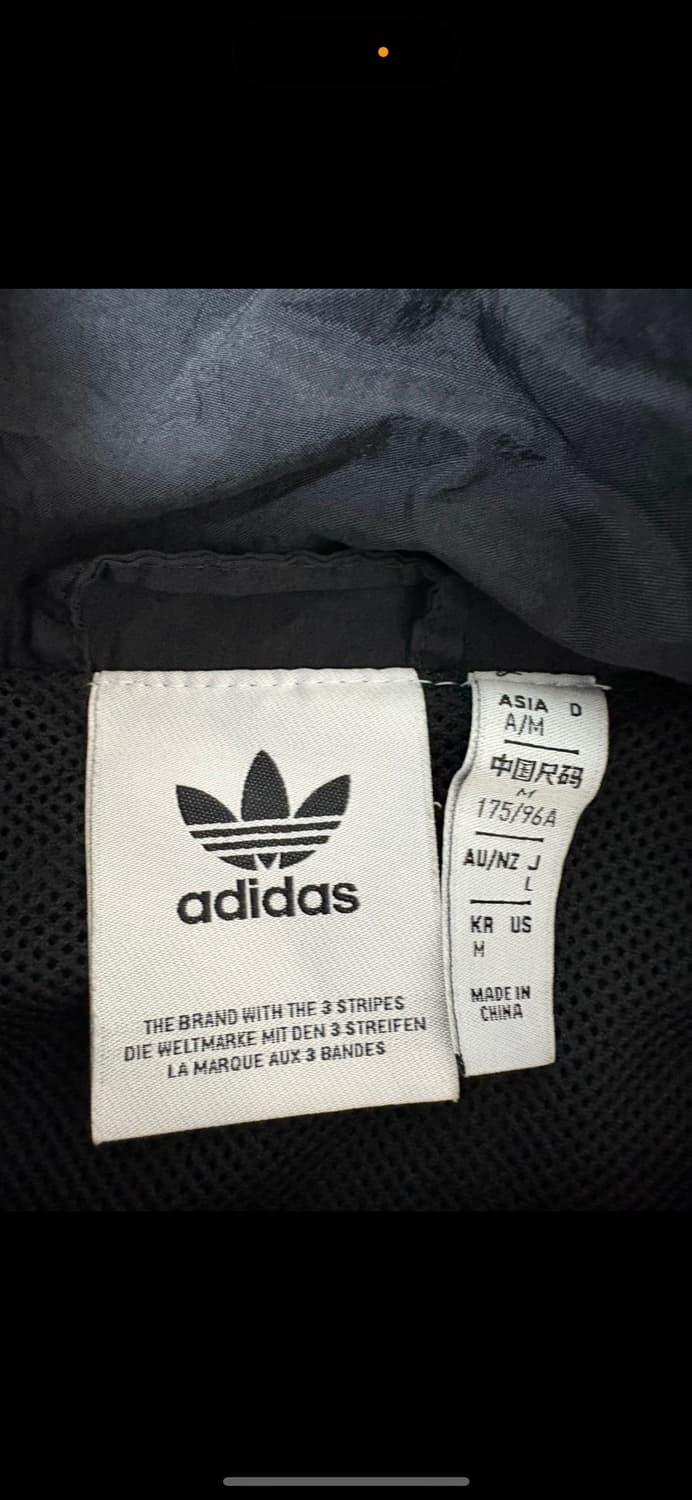 adidas
THE BRAND WITH THE 3 STRIPES
DIE WELTMARKE MIT DEN 3 STREIFEN
LA MARQUE AUX 3 BANDES
ASIA D
A/M
中国尺码
M
175/96A
AU/NZ J
L
KR US
M
MADE IN
CHINA